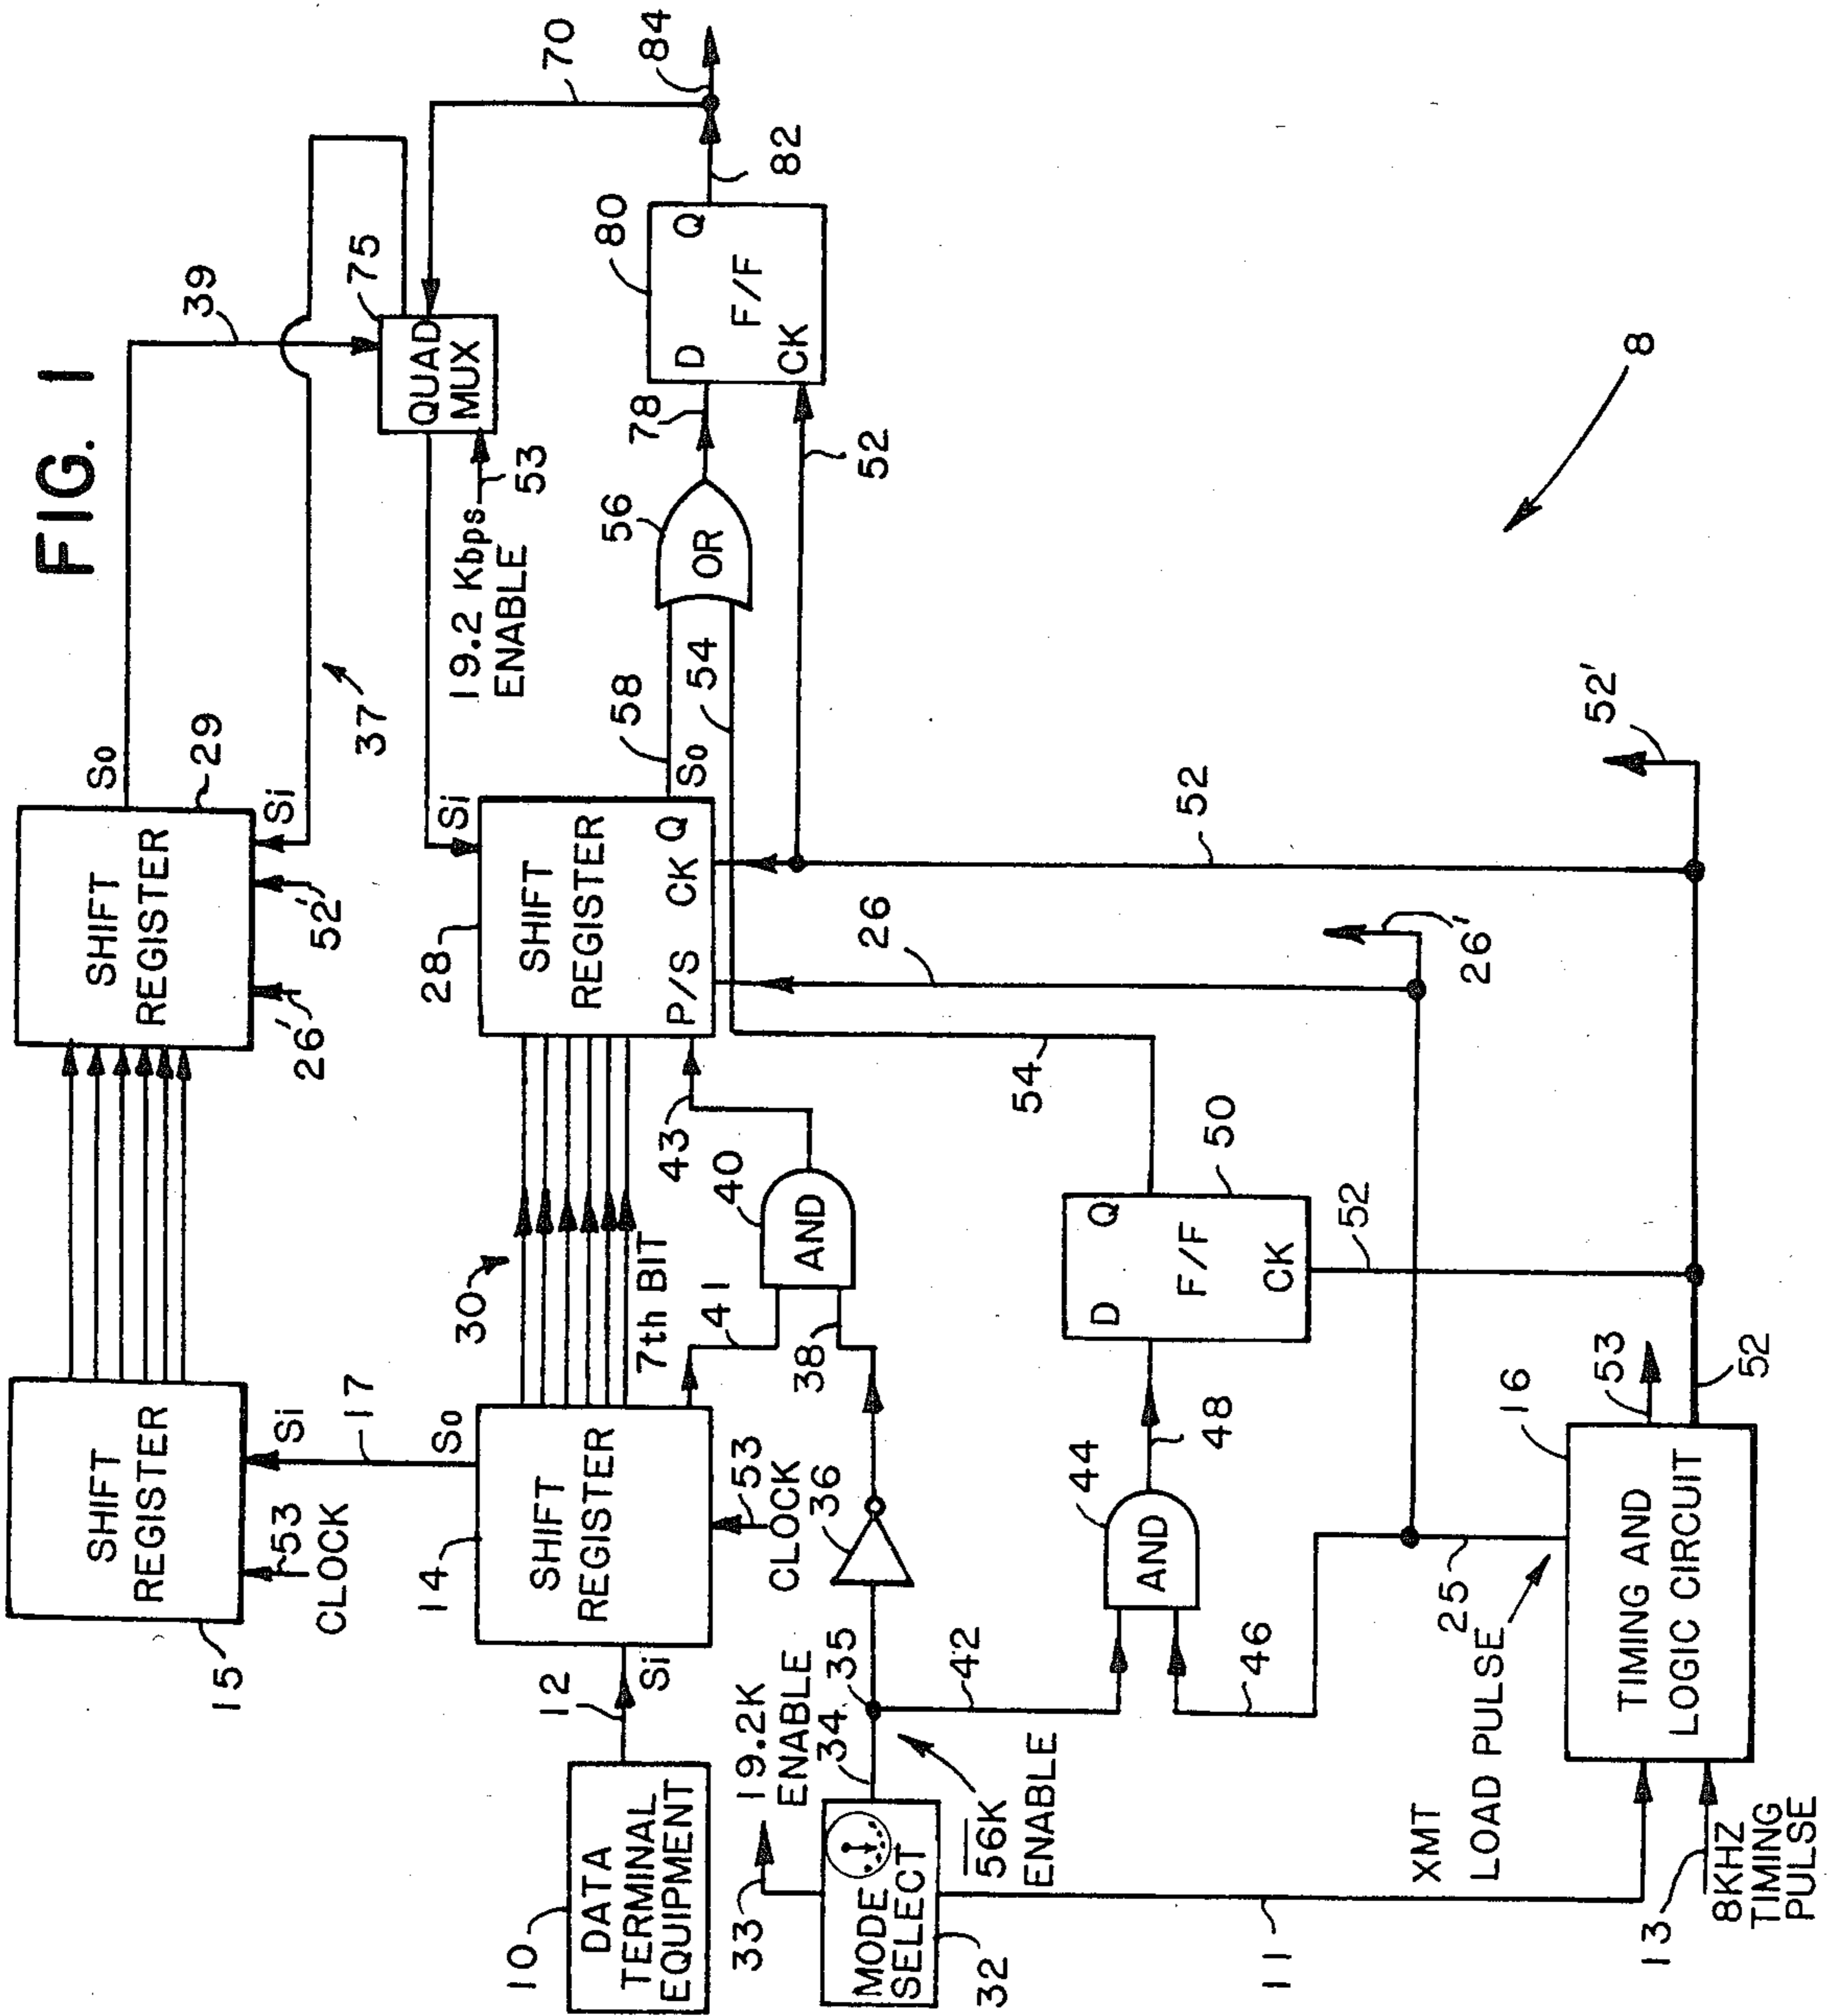 FIG. 1
SHIFT
REGISTER
15
53
CLOCK
Si
17
So
SHIFT
REGISTER
29
So
Si
26'
52'
37
39
QUAD
MUX
75
19.2 Kbps
ENABLE
53
70
84
DATA
TERMINAL
EQUIPMENT
10
12
Si
SHIFT
REGISTER
14
53
CLOCK
30
7th BIT
41
38
AND
40
43
SHIFT
REGISTER
28
Si
P/S
CK
Q
So
58
54
OR
56
78
D
Q
F/F
CK
80
82
52
MODE
SELECT
32
33
19.2K
ENABLE
34
35
36
56K
ENABLE
42
46
AND
44
48
D
Q
F/F
CK
50
52
54
26
26'
52
52'
11
13
8KHZ
TIMING
PULSE
XMT
LOAD PULSE
25
TIMING AND
LOGIC CIRCUIT
16
53
52
8